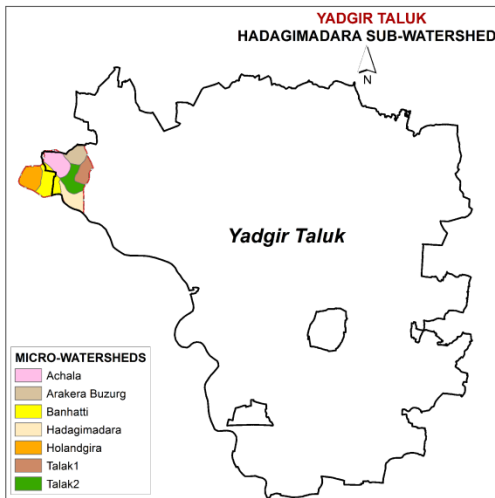 YADGIR TALUK
HADAGIMADARA SUB-WATERSHED
N
Yadgir Taluk
MICRO-WATERSHEDS
Achala
Arakera Buzurg
Banhatti
Hadagimadara
Holandgira
Talak1
Talak2